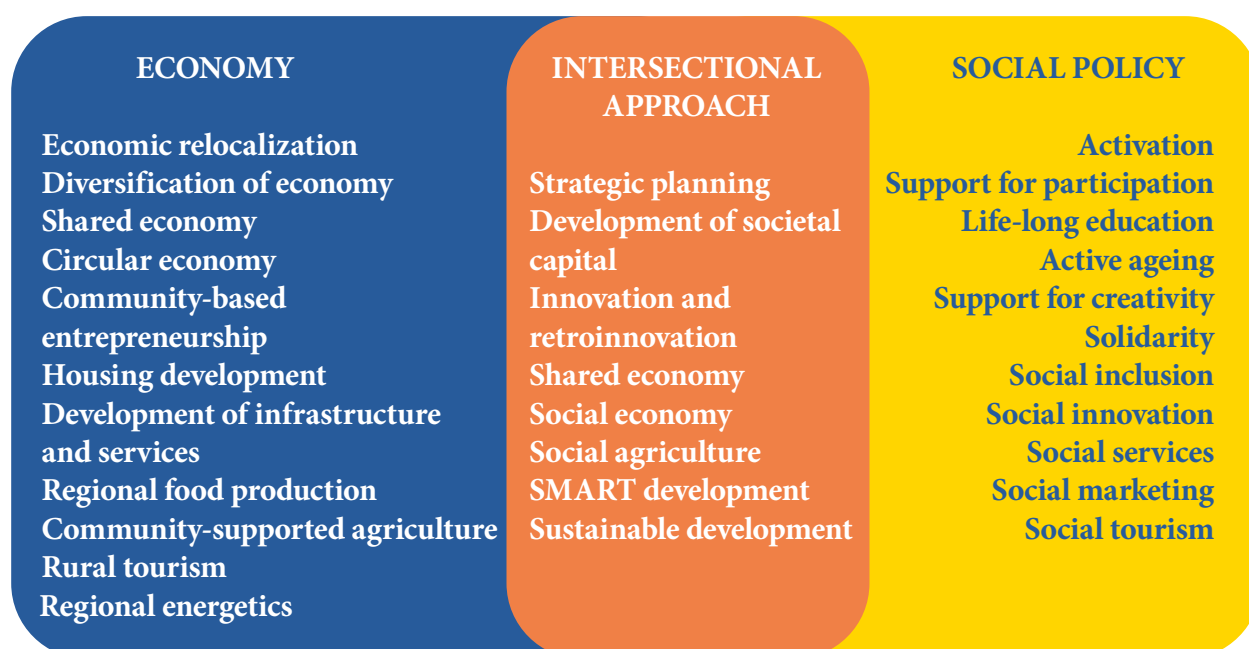 ECONOMY
Economic relocalization
Diversification of economy
Shared economy
Circular economy
Community-based
entrepreneurship
Housing development
Development of infrastructure
and services
Regional food production
Community-supported agriculture
Rural tourism
Regional energetics
INTERSECTIONAL
APPROACH
Strategic planning
Development of societal
capital
Innovation and
retroinnovation
Shared economy
Social economy
Social agriculture
SMART development
Sustainable development
SOCIAL POLICY
Activation
Support for participation
Life-long education
Active ageing
Support for creativity
Solidarity
Social inclusion
Social innovation
Social services
Social marketing
Social tourism